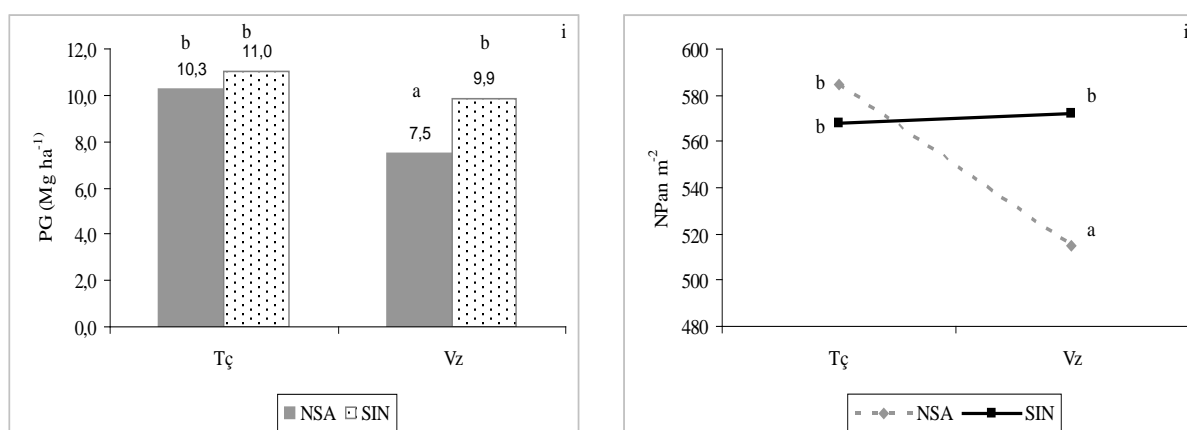 i
b b b
12,0 10,3 11,0 9,9
a
10,0 7,5
8,0
6,0
4,0
2,0
0,0
PG (Mg ha-1)
Tç Vz
NSA SIN
i
600
580
560
540
520
500
480
NPan m-2
b
b
b
a
Tç Vz
NSA SIN